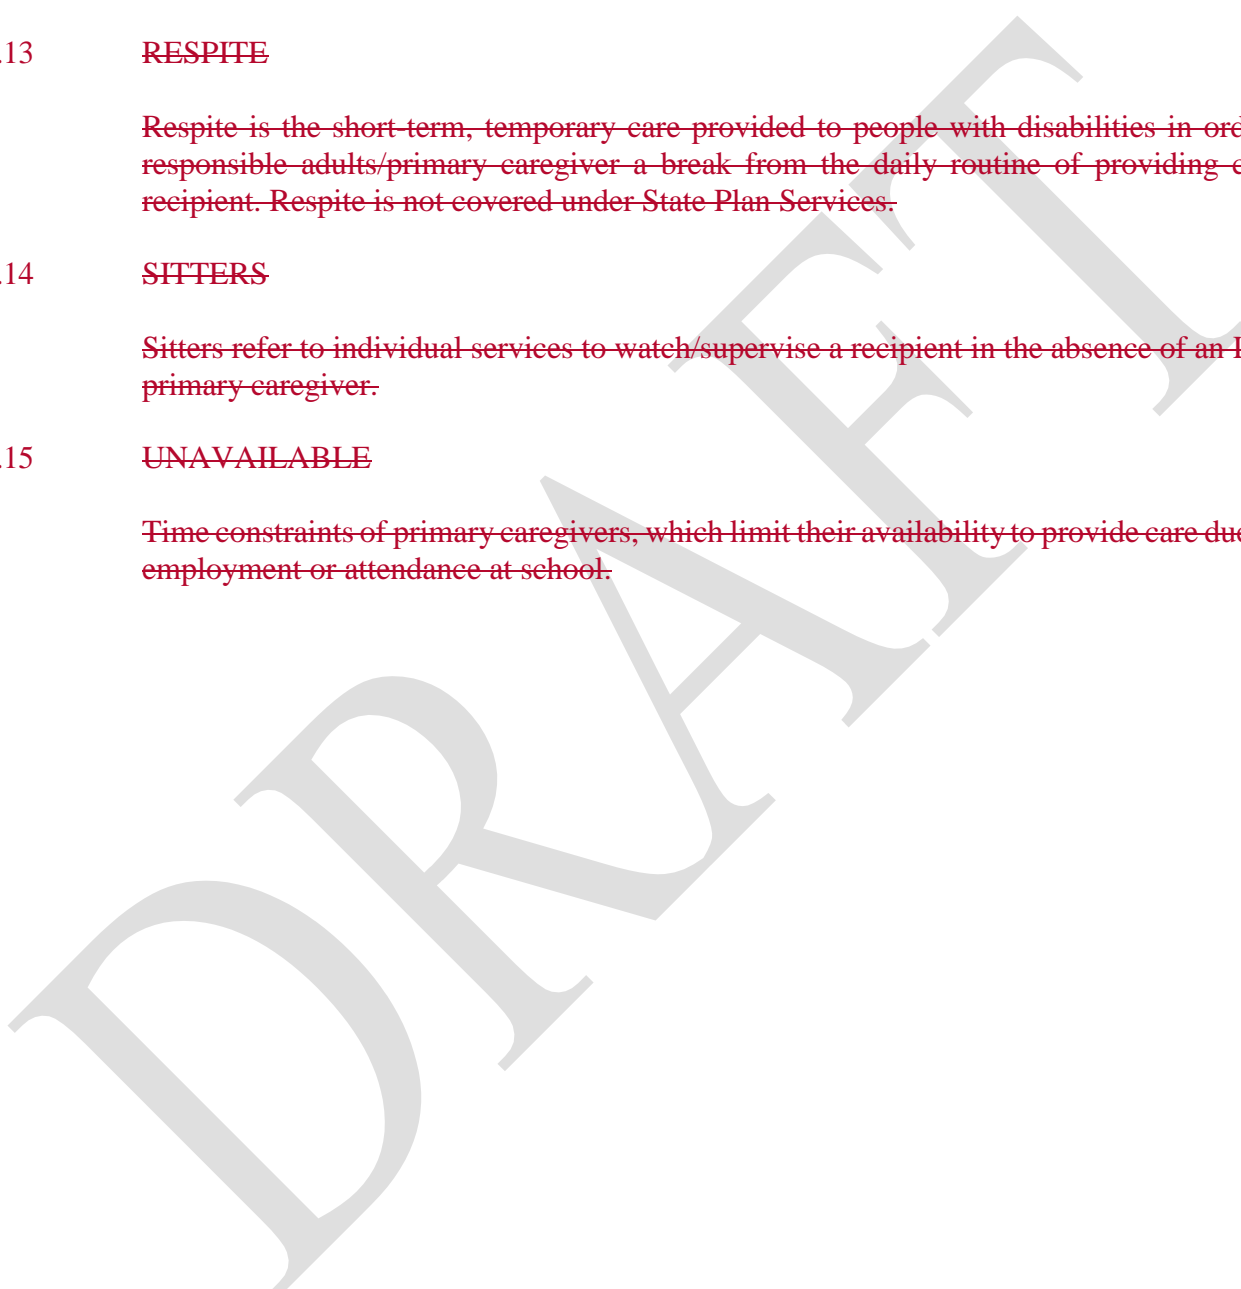 .13 RESPITE
Respite is the short-term, temporary care provided to people with disabilities in
responsible adults/primary caregiver a break from the daily routine of providing
recipient. Respite is not covered under State Plan Services.
.14 SITTERS
Sitters refer to individual services to watch/supervise a recipient in the absence of an
primary caregiver.
.15 UNAVAILABLE
Time constraints of primary caregivers, which limit their availability to provide care due
employment or attendance at school.
DRAFT